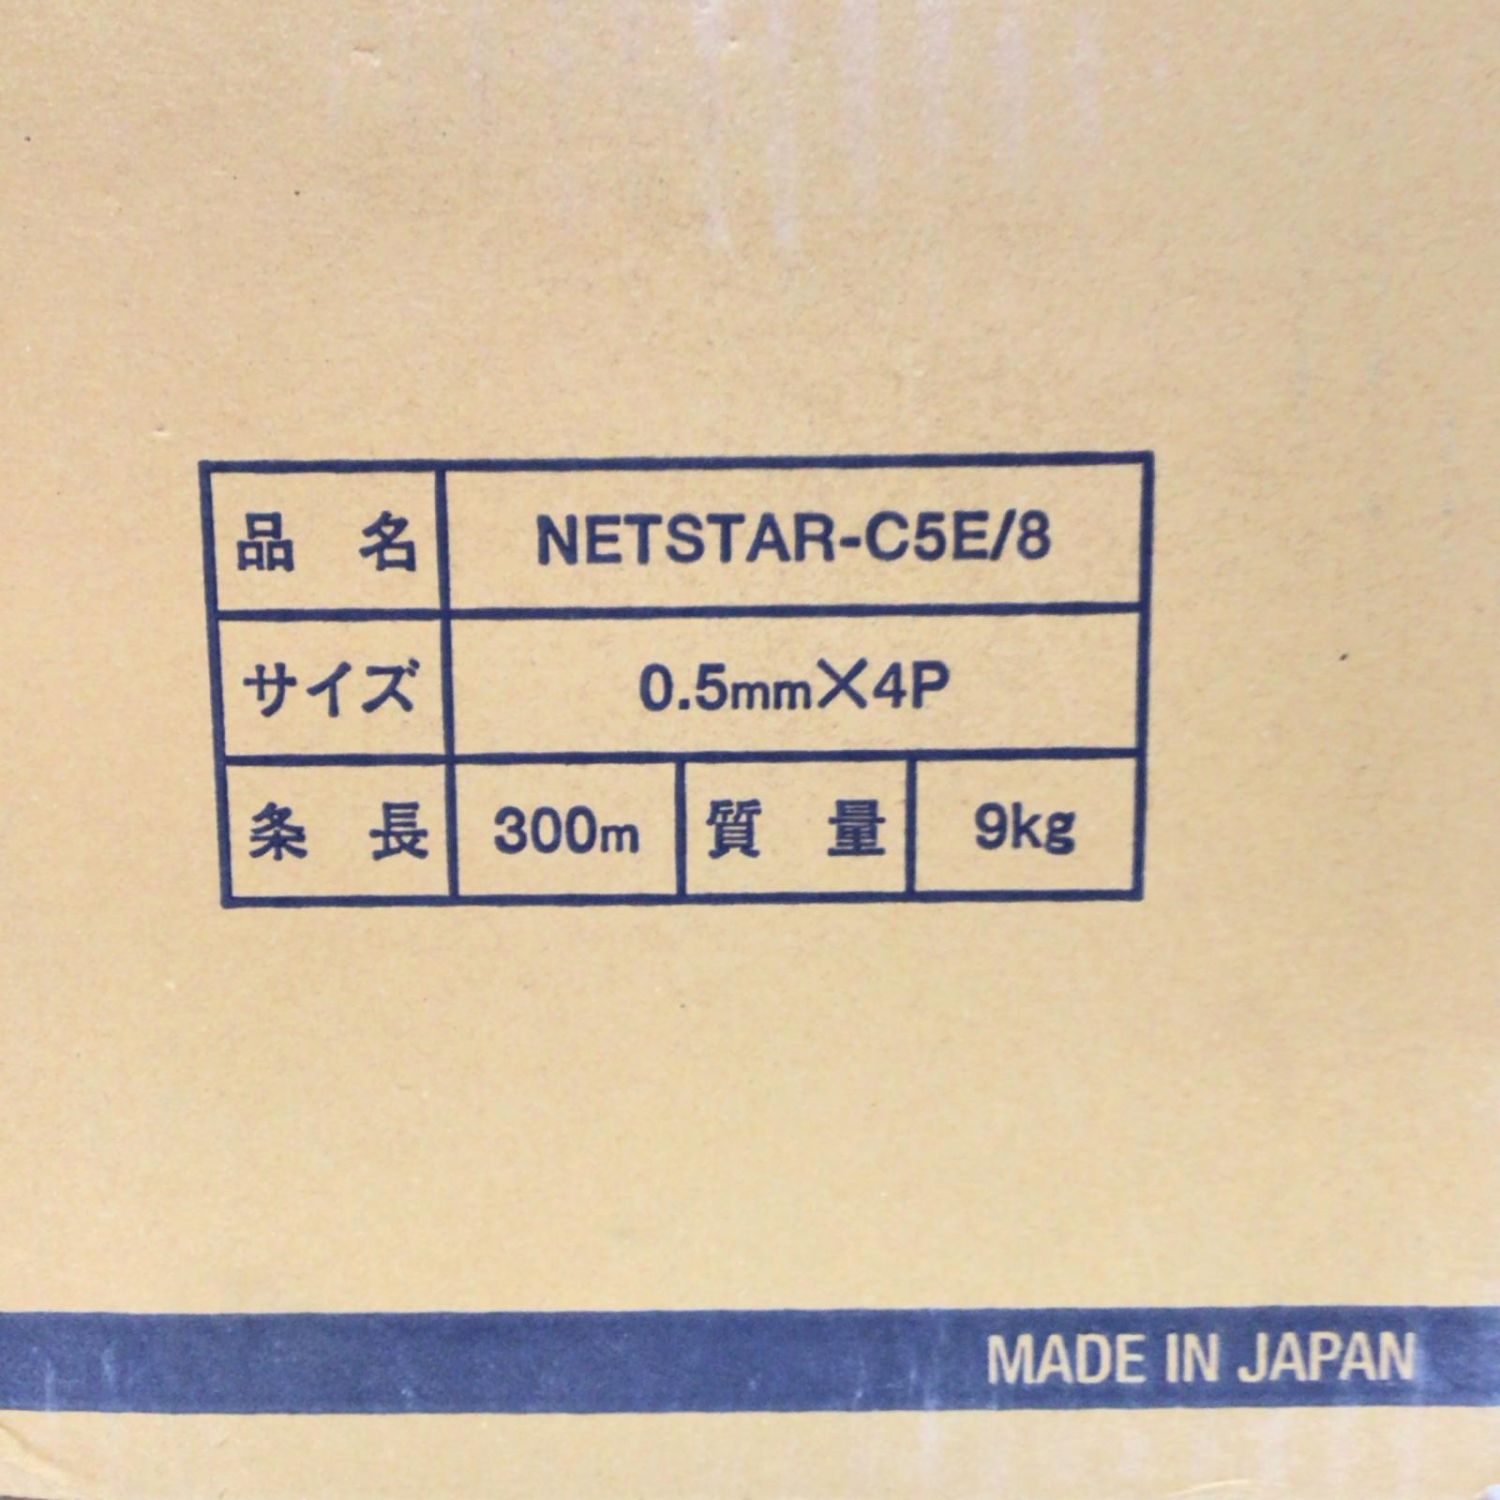 品 名 NETSTAR-C5E/8
サイズ 0.5mm×4P
条 長 300m 質 量 9kg
MADE IN JAPAN